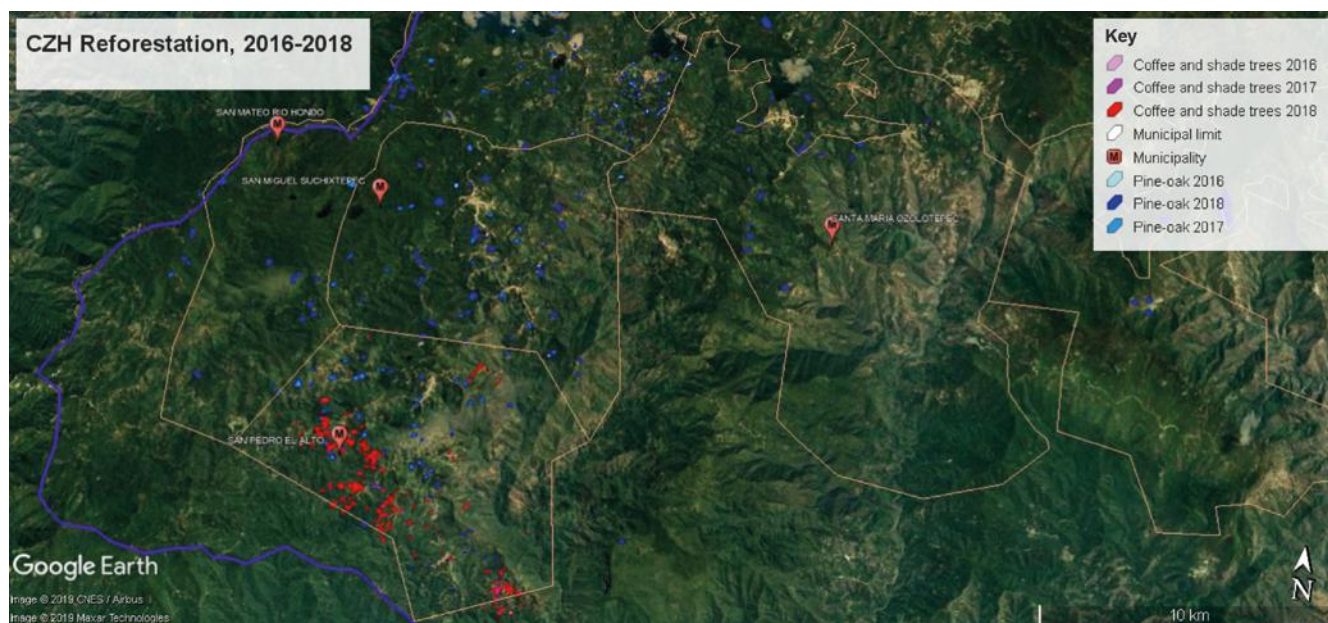 CZH Reforestation, 2016-2018
Key
Coffee and shade trees 2016
Coffee and shade trees 2017
Coffee and shade trees 2018
Municipal limit
M Municipality
Pine-oak 2016
Pine-oak 2018
Pine-oak 2017
SAN MATEO RIO HONDO
M
SAN MIGUEL SUCHIXTEPEC
M
SANTA MARIA OZOLOTEPEC
M
SAN PEDRO EL ALTO
M
Google Earth
Image © 2019 CNES / Airbus
Image © 2019 Maxar Technologies
N
10 km